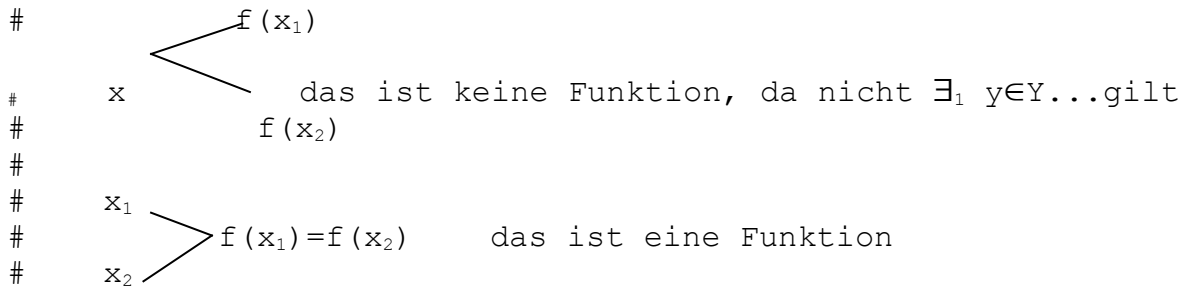 # f(x₁)
# x das ist keine Funktion, da nicht ∃₁ y∈Y...gilt
# f(x₂)
#
# x₁
# f(x₁)=f(x₂) das ist eine Funktion
# x₂